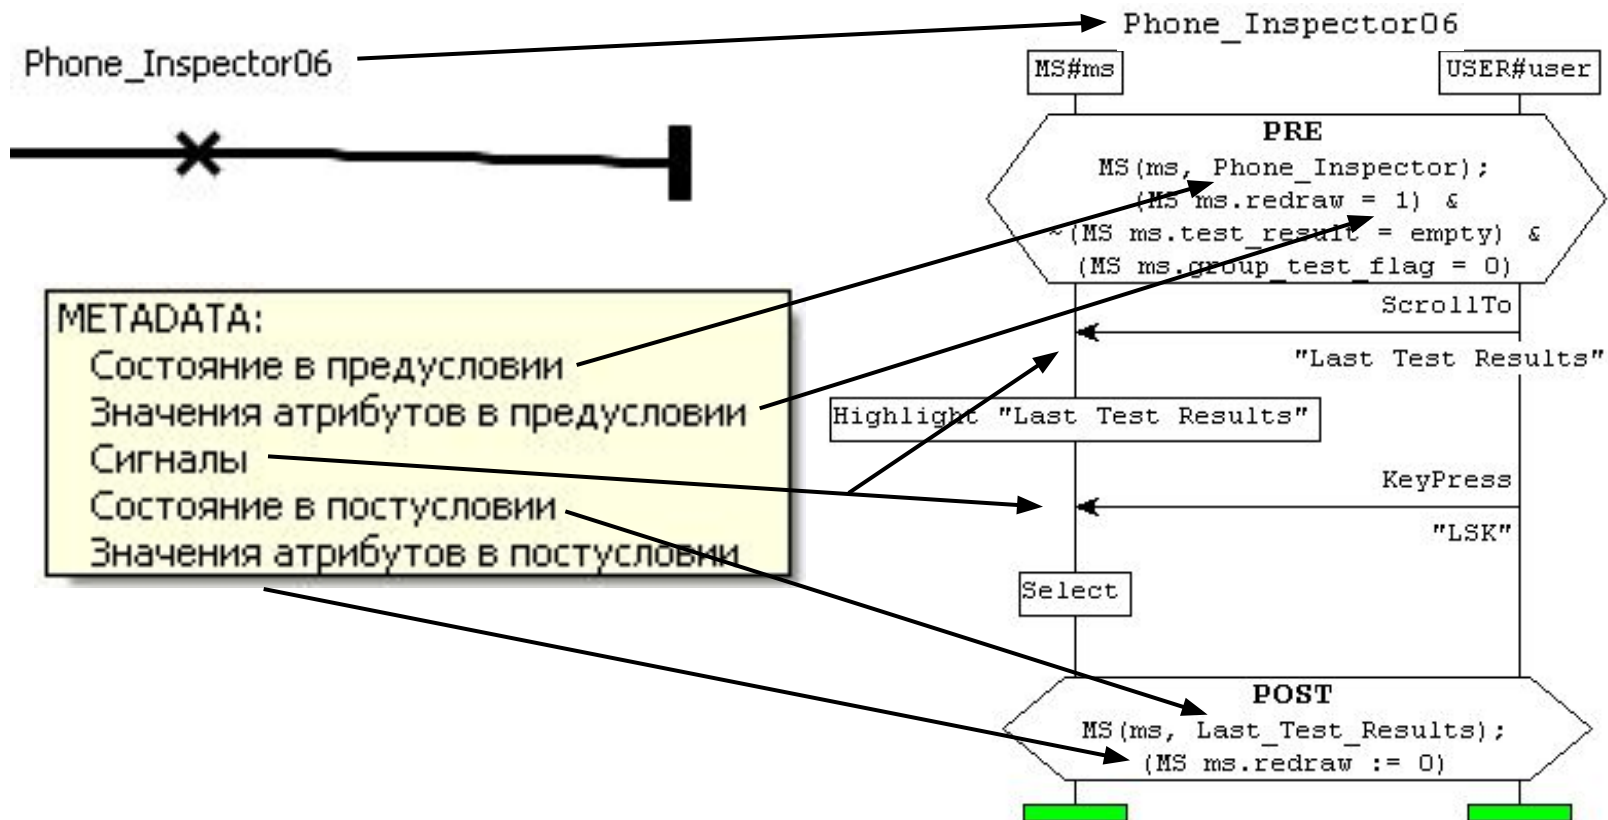 Phone_Inspector06
METADATA:
Состояние в предусловии
Значения атрибутов в предусловии
Сигналы
Состояние в постусловии
Значения атрибутов в постусловии
Phone_Inspector06
MS#ms
USER#user
PRE
MS(ms, Phone_Inspector);
(MS ms.redraw = 1) &
~(MS ms.test_result = empty) &
(MS ms.group_test_flag = 0)
ScrollTo
"Last Test Results"
Highlight "Last Test Results"
KeyPress
"LSK"
Select
POST
MS(ms, Last_Test_Results);
(MS ms.redraw := 0)